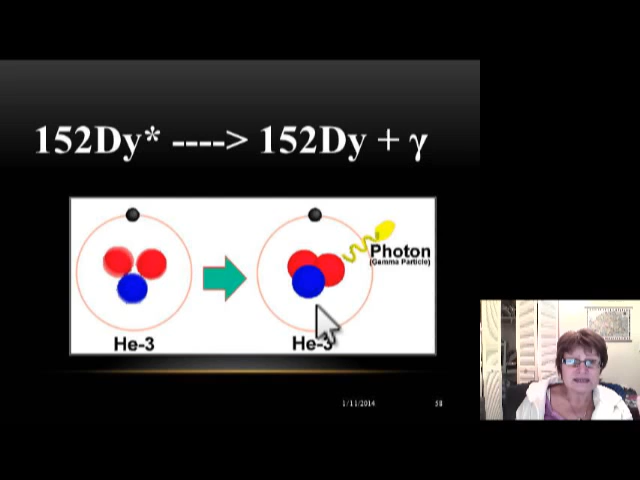 152Dy* ----> 152Dy + γ
Photon
(Gamma Particle)
He-3
He-3
1/11/2014
58